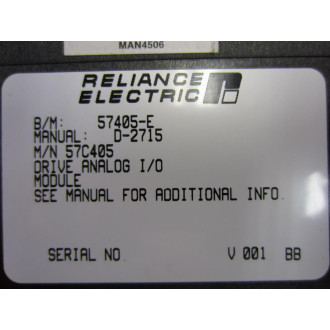 MAN4506
RELIANCE
ELECTRIC
B/M: 57405-E
MANUAL: D-2715
M/N 57C405
DRIVE ANALOG I/O
MODULE
SEE MANUAL FOR ADDITIONAL INFO.
SERIAL NO. V 001 BB